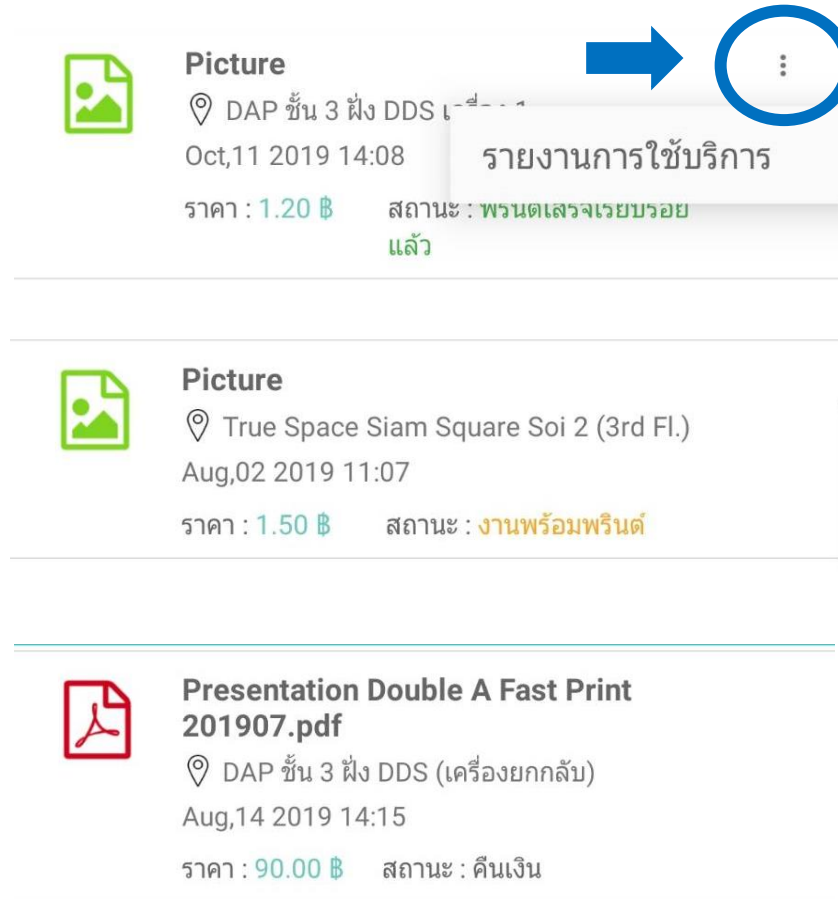 Picture
DAP ชั้น 3 ฝั่ง DDS
Oct,11 2019 14:08
รายงานการใช้บริการ
ราคา : 1.20 ฿ สถานะ : พรินต์เสร็จเรียบร้อย
แล้ว
Picture
True Space Siam Square Soi 2 (3rd Fl.)
Aug,02 2019 11:07
ราคา : 1.50 ฿ สถานะ : งานพร้อมพรินต์
Presentation Double A Fast Print
201907.pdf
DAP ชั้น 3 ฝั่ง DDS (เครื่องยกกลับ)
Aug,14 2019 14:15
ราคา : 90.00 ฿ สถานะ : คืนเงิน